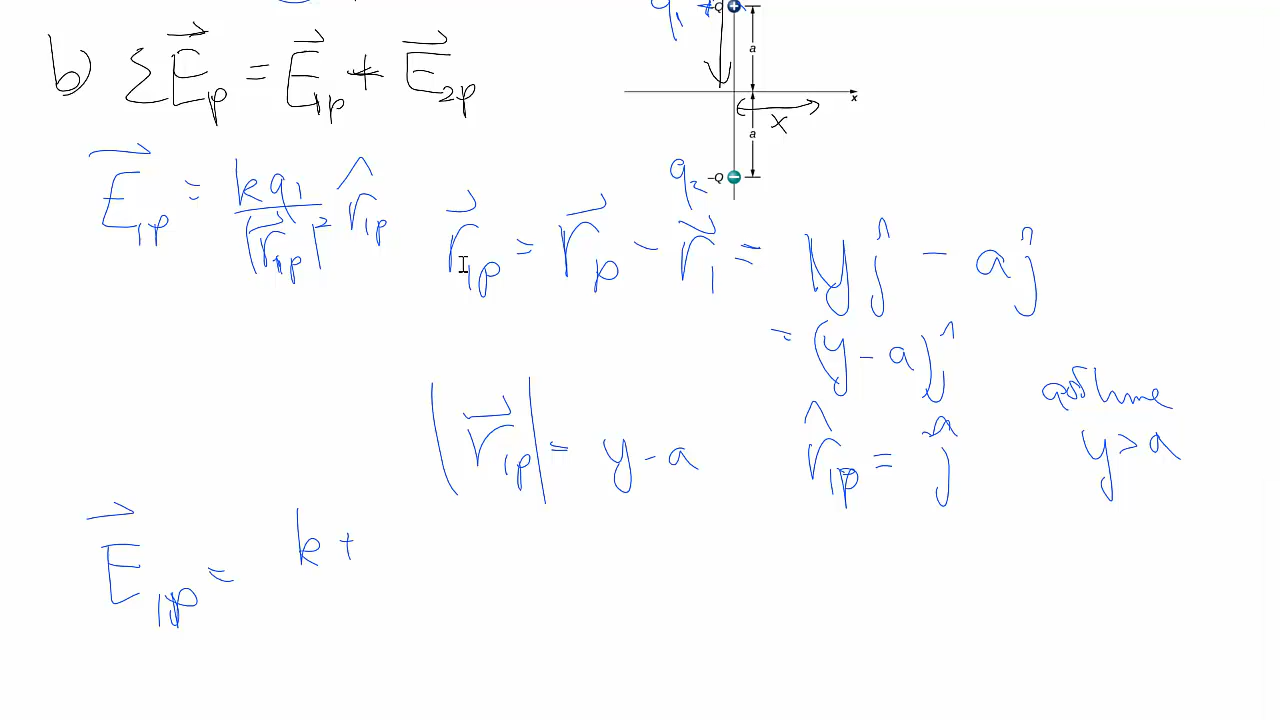 q₁ +Q
b) ΣE⃗ₚ = E⃗₁ₚ + E⃗₂ₚ
a
x
x
a
E⃗₁ₚ = kq₁/|r⃗₁ₚ|² r̂₁ₚ
q₂ −Q
r⃗₁ₚ = r⃗ₚ − r⃗₁ = yĵ − aĵ
= (y − a)ĵ
|r⃗₁ₚ| = y − a r̂₁ₚ = ĵ
assume
y > a
E⃗₁ₚ = k +